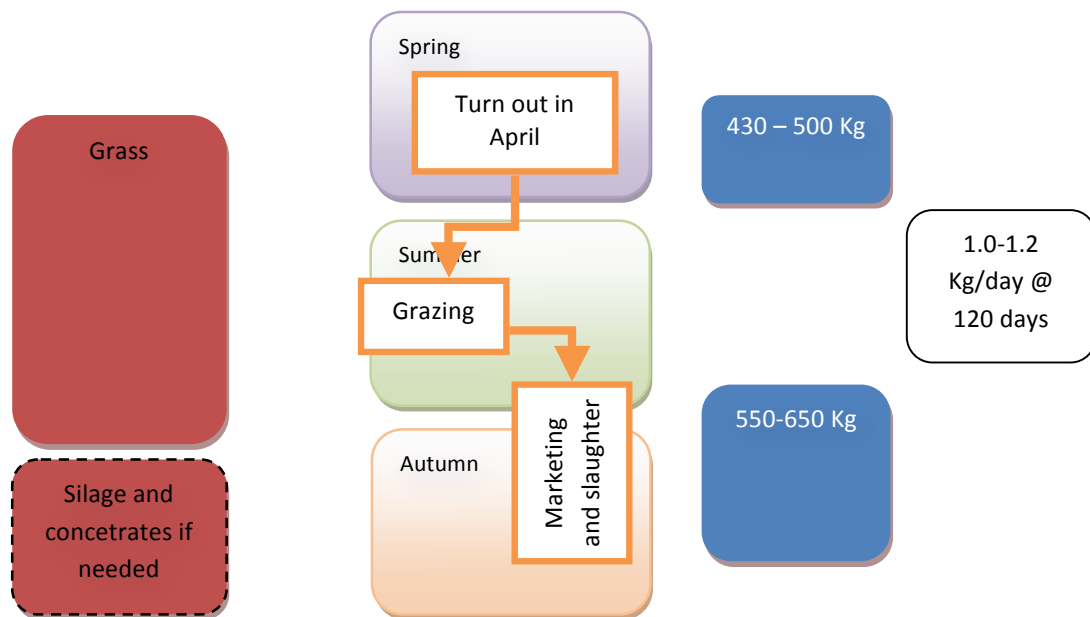 Spring
Turn out in
April
430 – 500 Kg
Grass
1.0-1.2
Kg/day @
120 days
Summer
Grazing
Marketing
and slaughter
550-650 Kg
Autumn
Silage and
concetrates if
needed